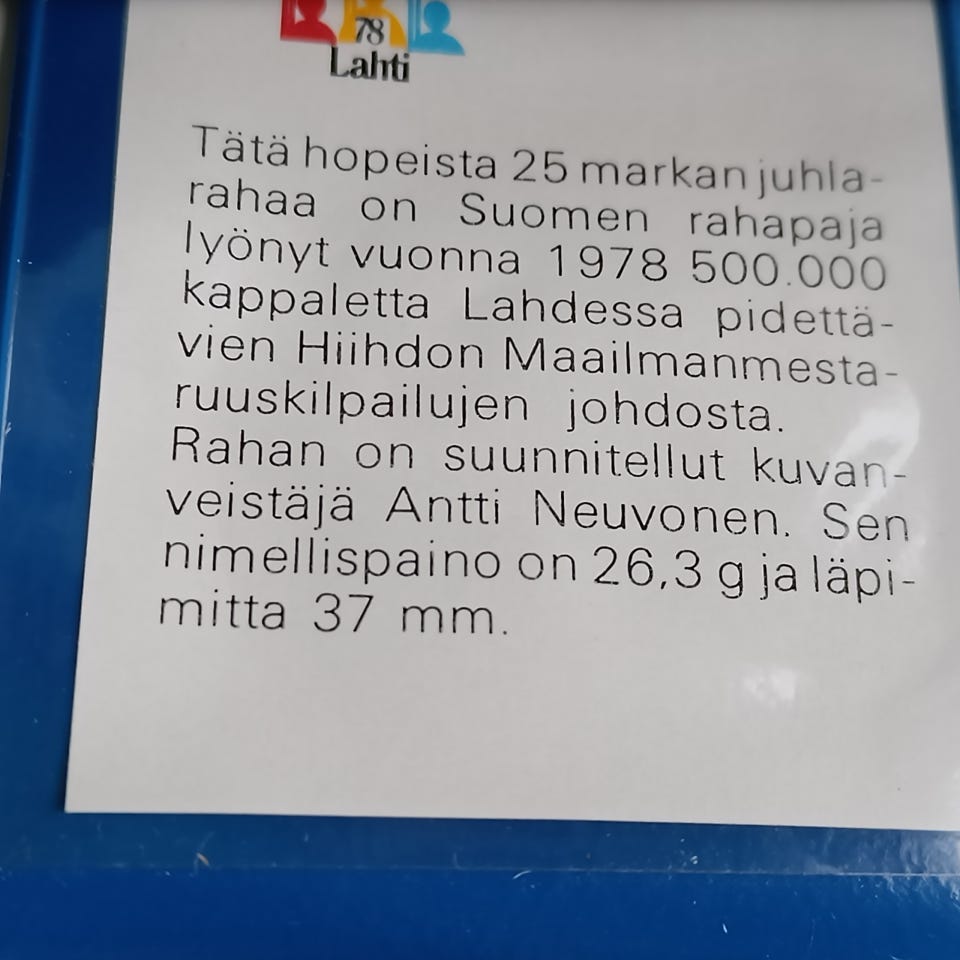 78
Lahti
Tätä hopeista 25 markan juhla-
rahaa on Suomen rahapaja
lyönyt vuonna 1978 500.000
kappaletta Lahdessa pidettä-
vien Hiihdon Maailmanmesta-
ruuskilpailujen johdosta.
Rahan on suunnitellut kuvan-
veistäjä Antti Neuvonen. Sen
nimellispaino on 26,3 g ja läpi-
mitta 37 mm.